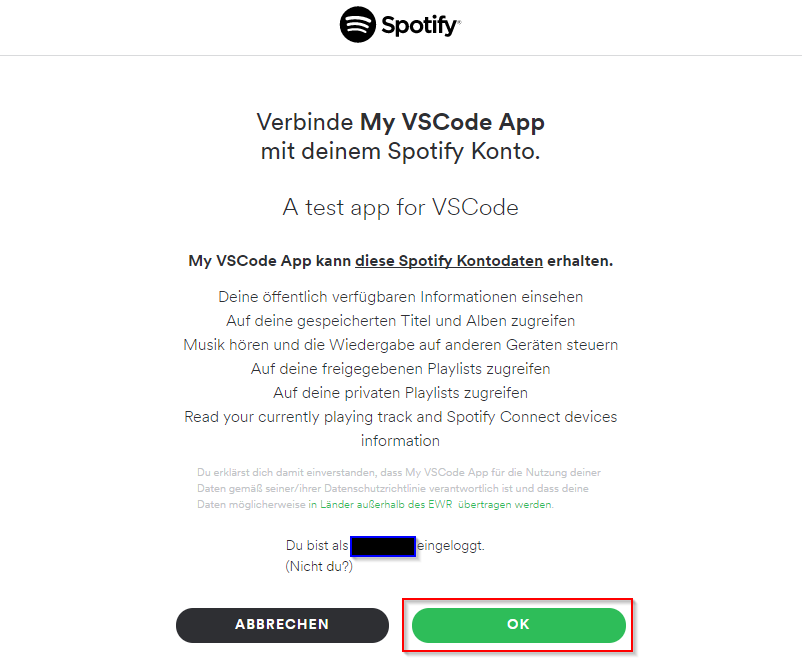 Spotify®
Verbinde My VSCode App
mit deinem Spotify Konto.
A test app for VSCode
My VSCode App kann diese Spotify Kontodaten erhalten.
Deine öffentlich verfügbaren Informationen einsehen
Auf deine gespeicherten Titel und Alben zugreifen
Musik hören und die Wiedergabe auf anderen Geräten steuern
Auf deine freigegebenen Playlists zugreifen
Auf deine privaten Playlists zugreifen
Read your currently playing track and Spotify Connect devices
information
Du erklärst dich damit einverstanden, dass My VSCode App für die Nutzung deiner
Daten gemäß seiner/ihrer Datenschutzrichtlinie verantwortlich ist und dass deine
Daten möglicherweise in Länder außerhalb des EWR übertragen werden.
Du bist als eingeloggt.
(Nicht du?)
ABBRECHEN
OK